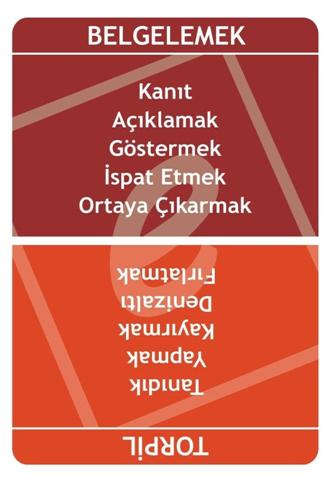 BELGELEMEK
Kanıt
Açıklamak
Göstermek
İspat Etmek
Ortaya Çıkarmak
TORPİL
Tanıdık
Yapmak
Kayırmak
Denizaltı
Fırlatmak